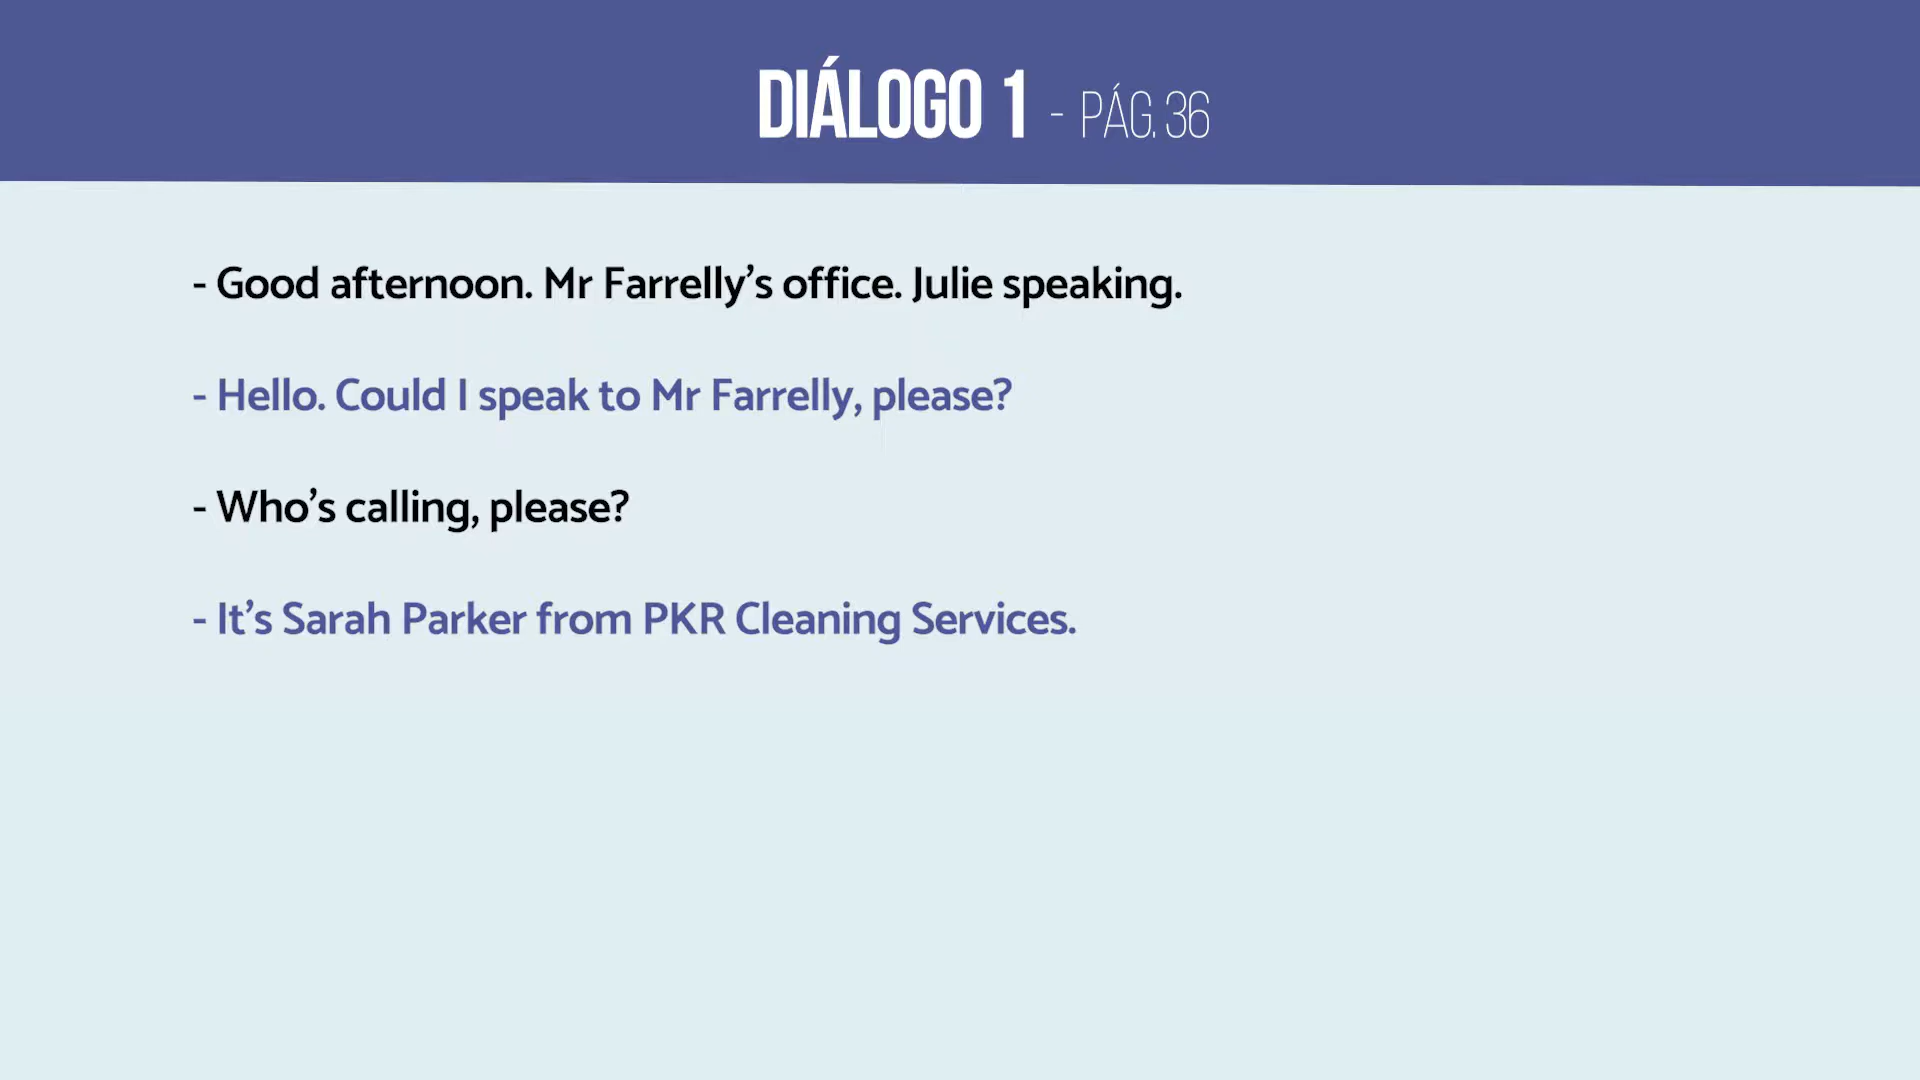 DIÁLOGO 1 - PÁG. 36
- Good afternoon. Mr Farrelly’s office. Julie speaking.
- Hello. Could I speak to Mr Farrelly, please?
- Who’s calling, please?
- It’s Sarah Parker from PKR Cleaning Services.